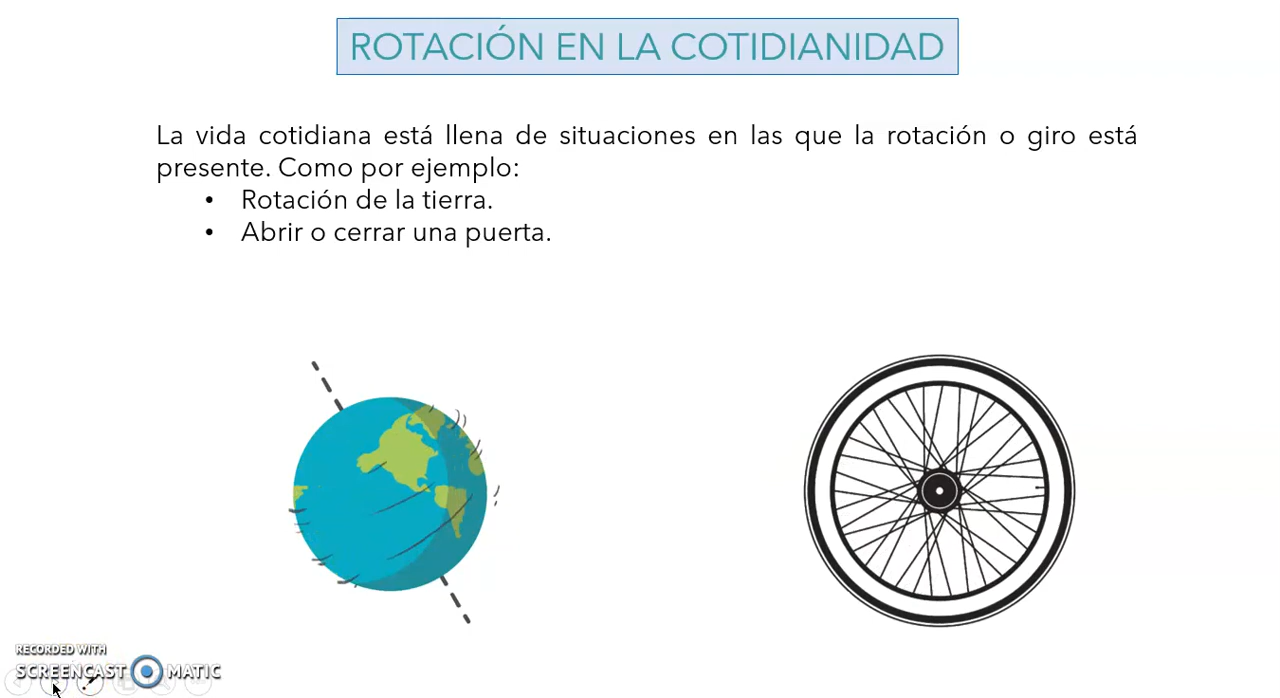 ROTACIÓN EN LA COTIDIANIDAD
La vida cotidiana está llena de situaciones en las que la rotación o giro está
presente. Como por ejemplo:
• Rotación de la tierra.
• Abrir o cerrar una puerta.
RECORDED WITH
SCREENCAST MATIC